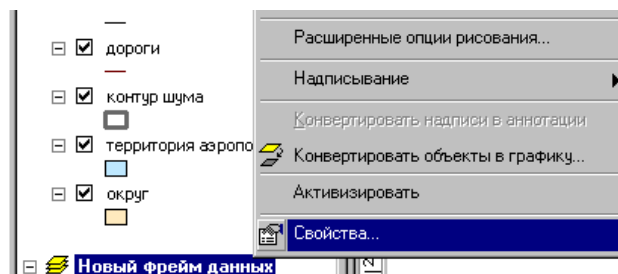 дороги
контур шума
территория аэропо
округ
Новый фрейм данных
Расширенные опции рисования...
Надписывание
Конвертировать надписи в аннотации
Конвертировать объекты в графику...
Активизировать
Свойства...